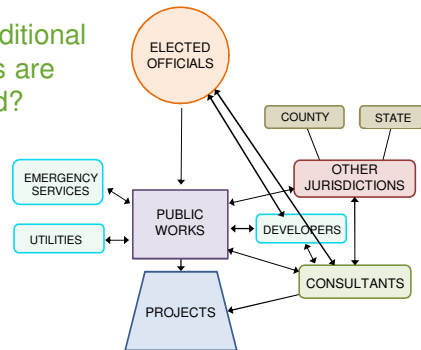 ditional
s are
d?
ELECTED
OFFICIALS
COUNTY
STATE
EMERGENCY
SERVICES
OTHER
JURISDICTIONS
PUBLIC
WORKS
DEVELOPERS
UTILITIES
CONSULTANTS
PROJECTS